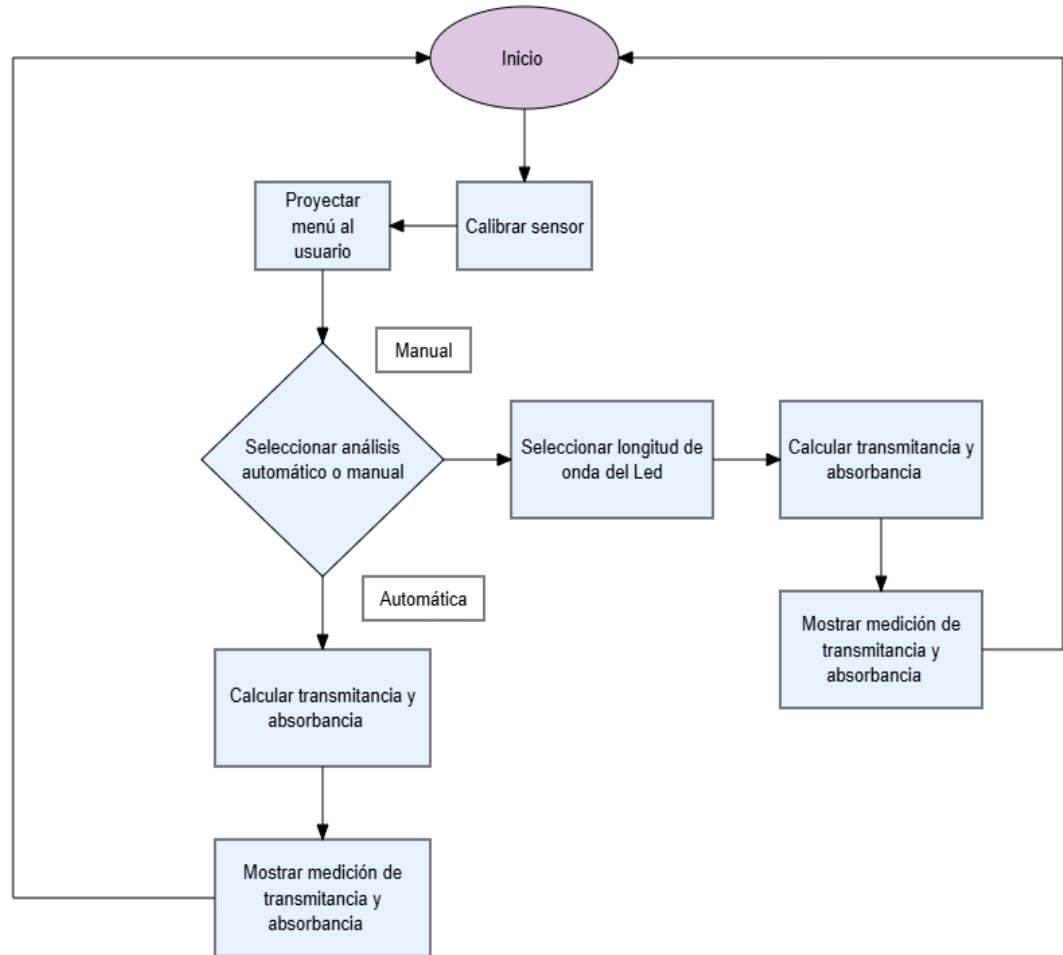 Inicio
Proyectar
menú al
usuario
Calibrar sensor
Manual
Seleccionar análisis
automático o manual
Seleccionar longitud de
onda del Led
Calcular transmitancia y
absorbancia
Automática
Mostrar medición de
transmitancia y
absorbancia
Calcular transmitancia y
absorbancia
Mostrar medición de
transmitancia y
absorbancia